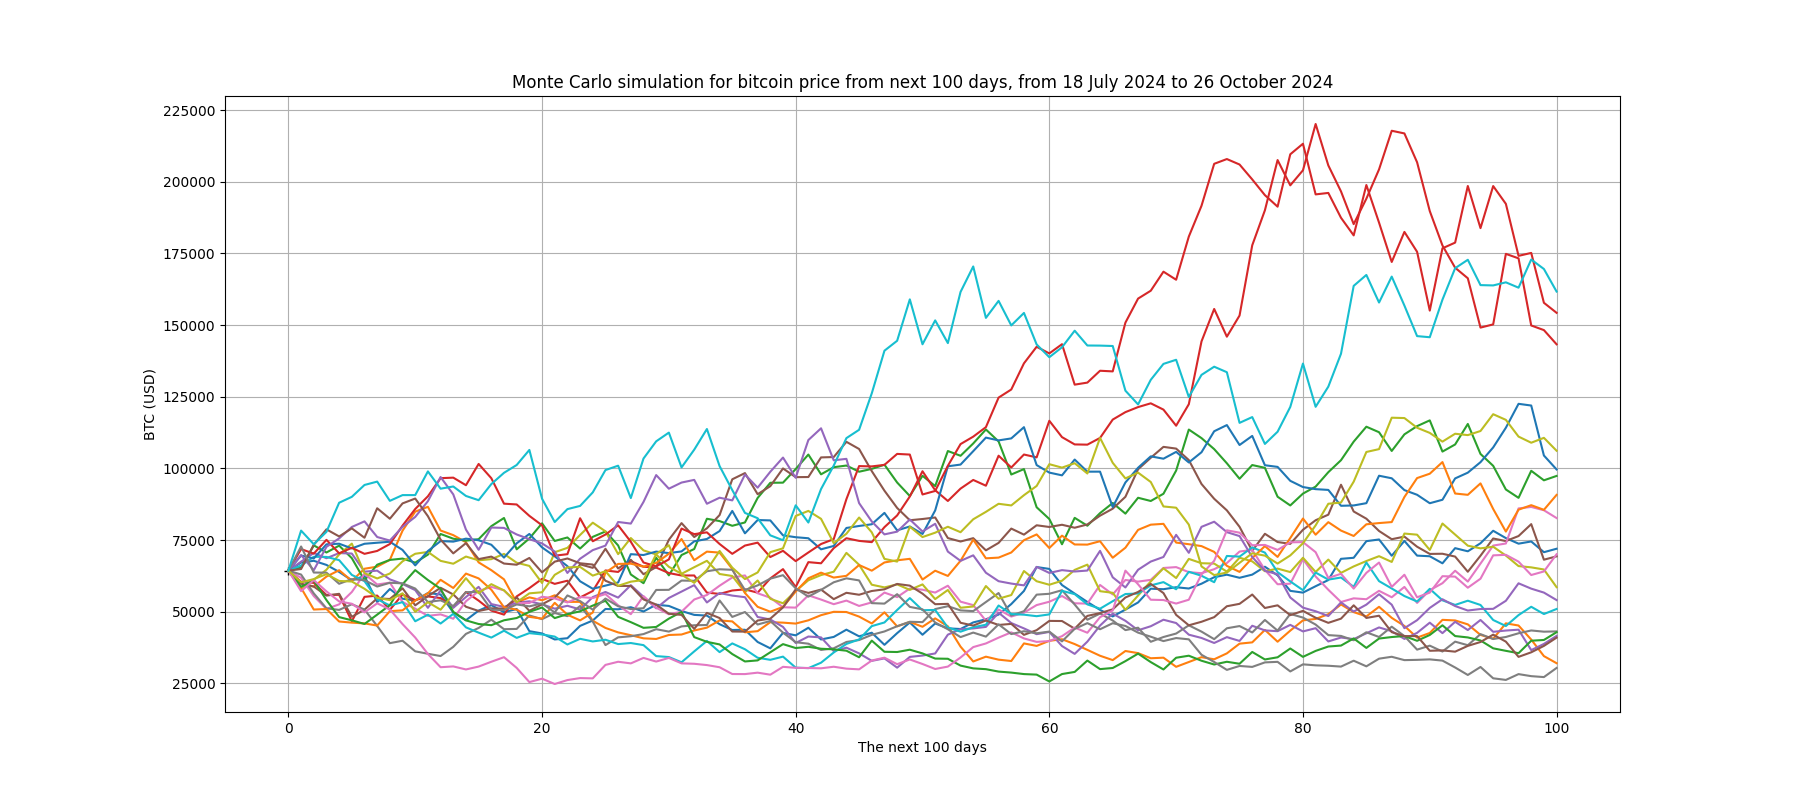 Monte Carlo simulation for bitcoin price from next 100 days, from 18 July 2024 to 26 October 2024
225000
200000
175000
150000
125000
100000
75000
50000
25000
BTC (USD)
0 20 40 60 80 100
The next 100 days